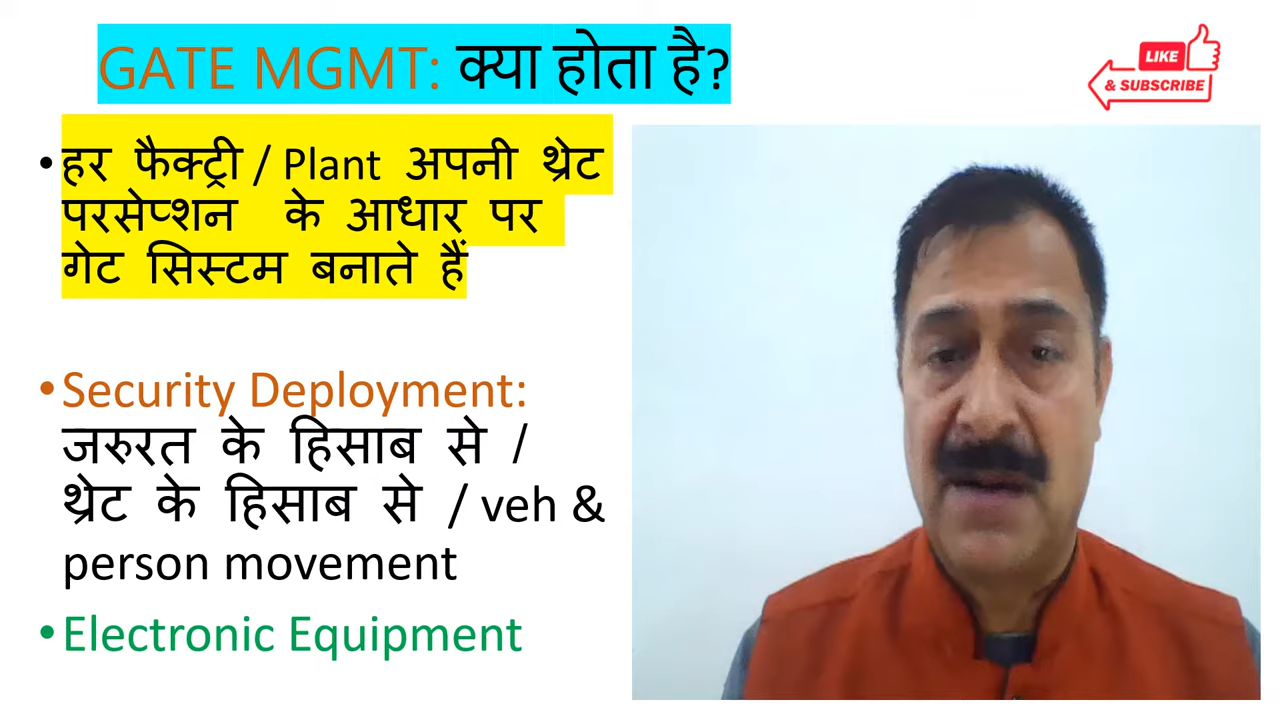 GATE MGMT: क्या होता है?
LIKE
& SUBSCRIBE
• हर फैक्ट्री / Plant अपनी थ्रेट
परसेप्शन के आधार पर
गेट सिस्टम बनाते हैं
• Security Deployment:
जरुरत के हिसाब से /
थ्रेट के हिसाब से / veh &
person movement
• Electronic Equipment